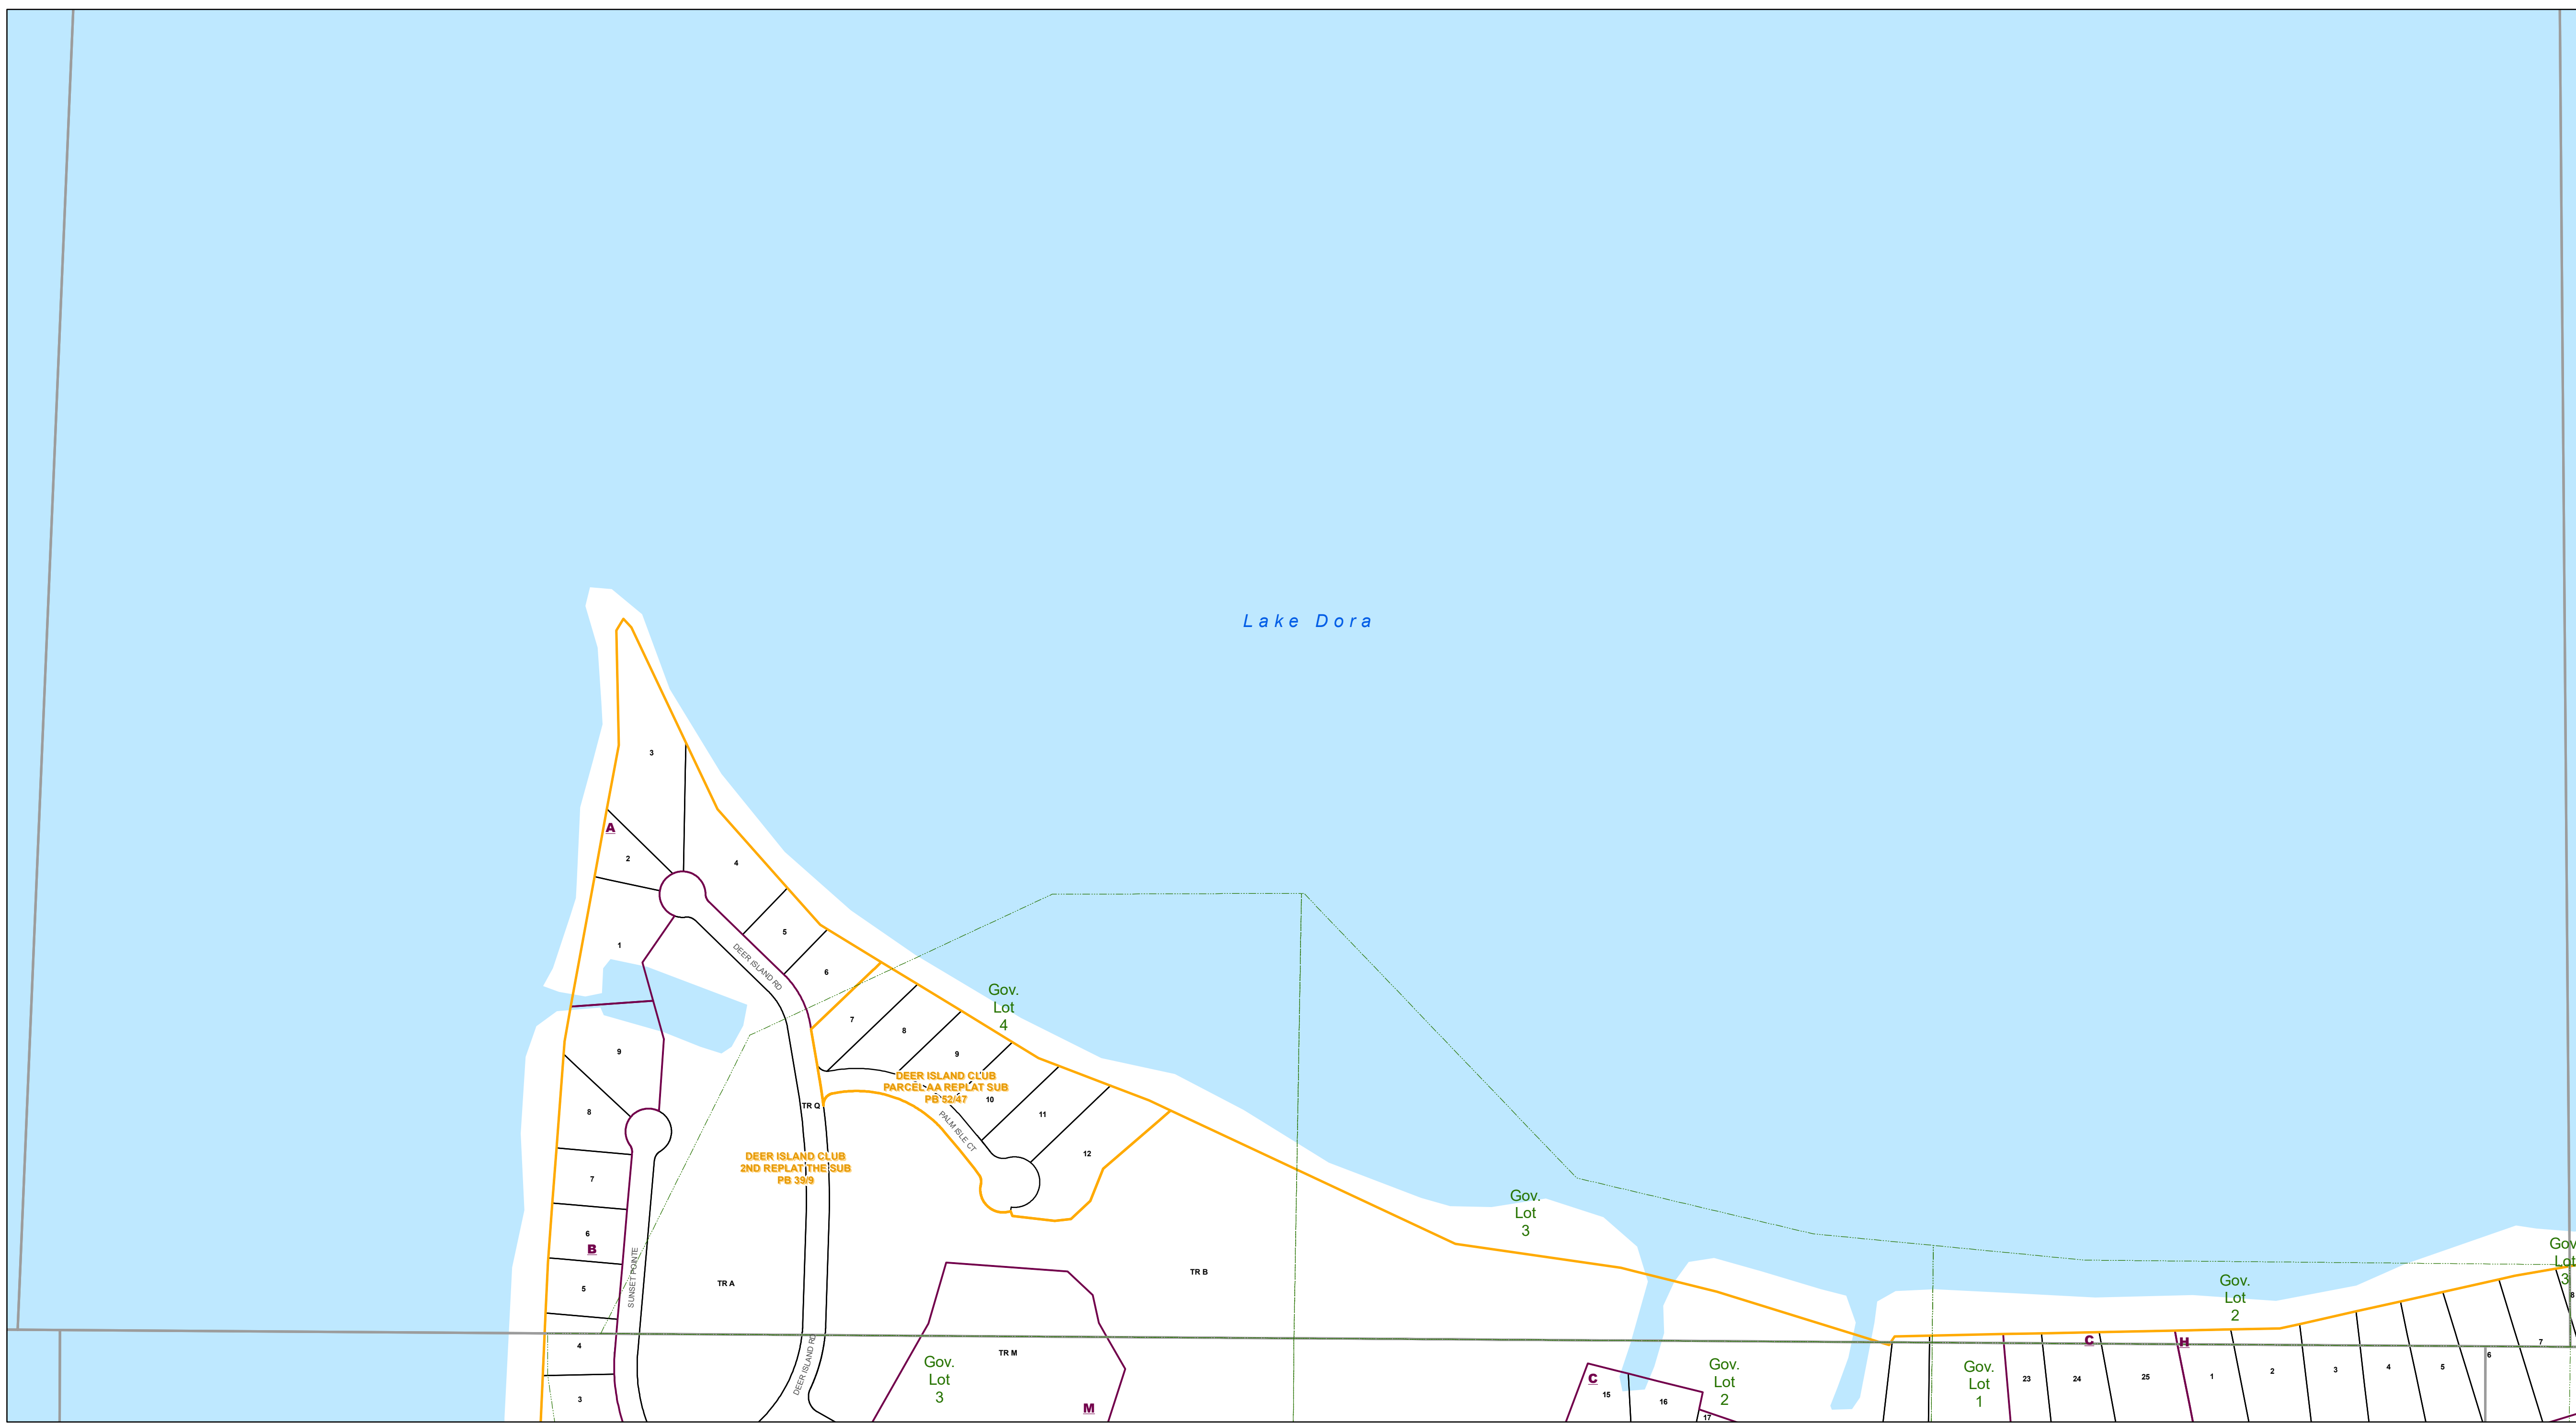 Lake Dora
3
A
2
4
1
5
DEER ISLAND RD
6
Gov.
Lot
4
7
8
9
9
DEER ISLAND CLUB
PARCEL AA REPLAT SUB
PB 52/47
10
TR Q
8
11
PALM ISLE CT
12
DEER ISLAND CLUB
2ND REPLAT THE SUB
PB 39/9
7
Gov.
Lot
3
6
B
SUNSET POINTE
5
TR A
TR B
Gov.
Lot
2
Gov
Lot
3
8
4
DEER ISLAND RD
TR M
C
H
7
6
3
Gov.
Lot
3
M
C
15
16
17
Gov.
Lot
2
Gov.
Lot
1
23
24
25
1
2
3
4
5